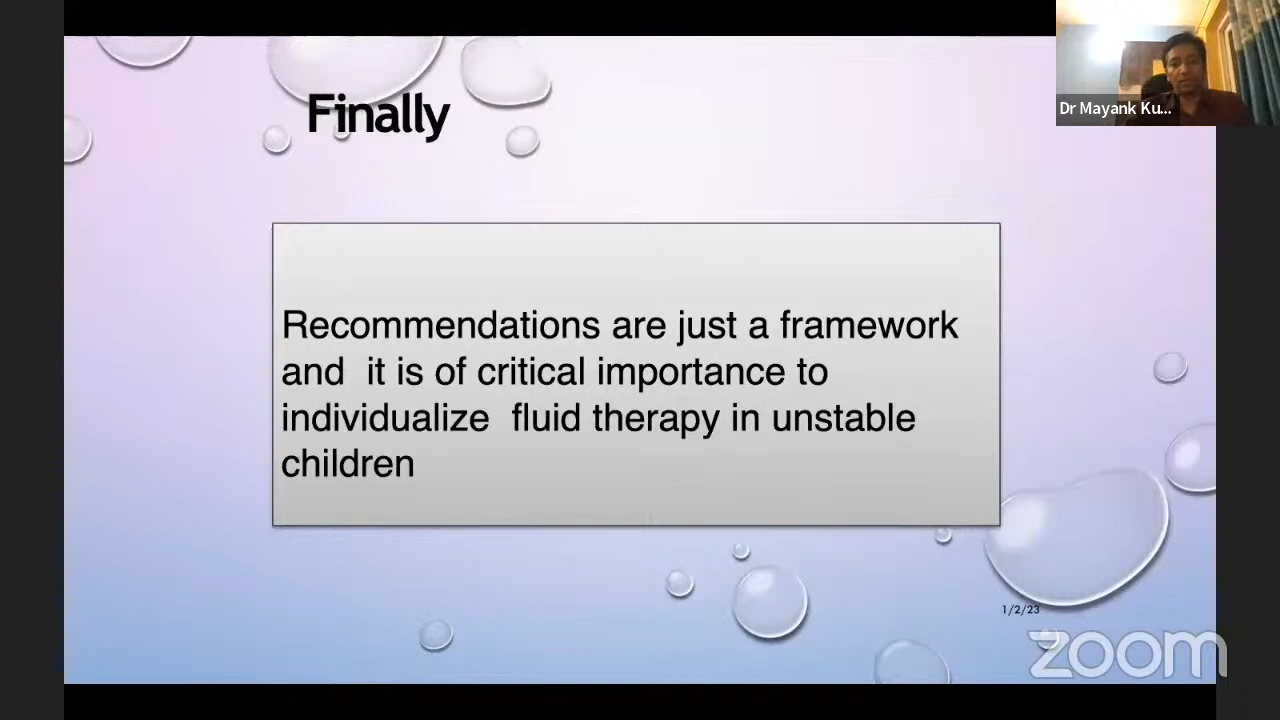 Finally
Dr Mayank Ku...
Recommendations are just a framework
and it is of critical importance to
individualize fluid therapy in unstable
children
1/2/23
zoom